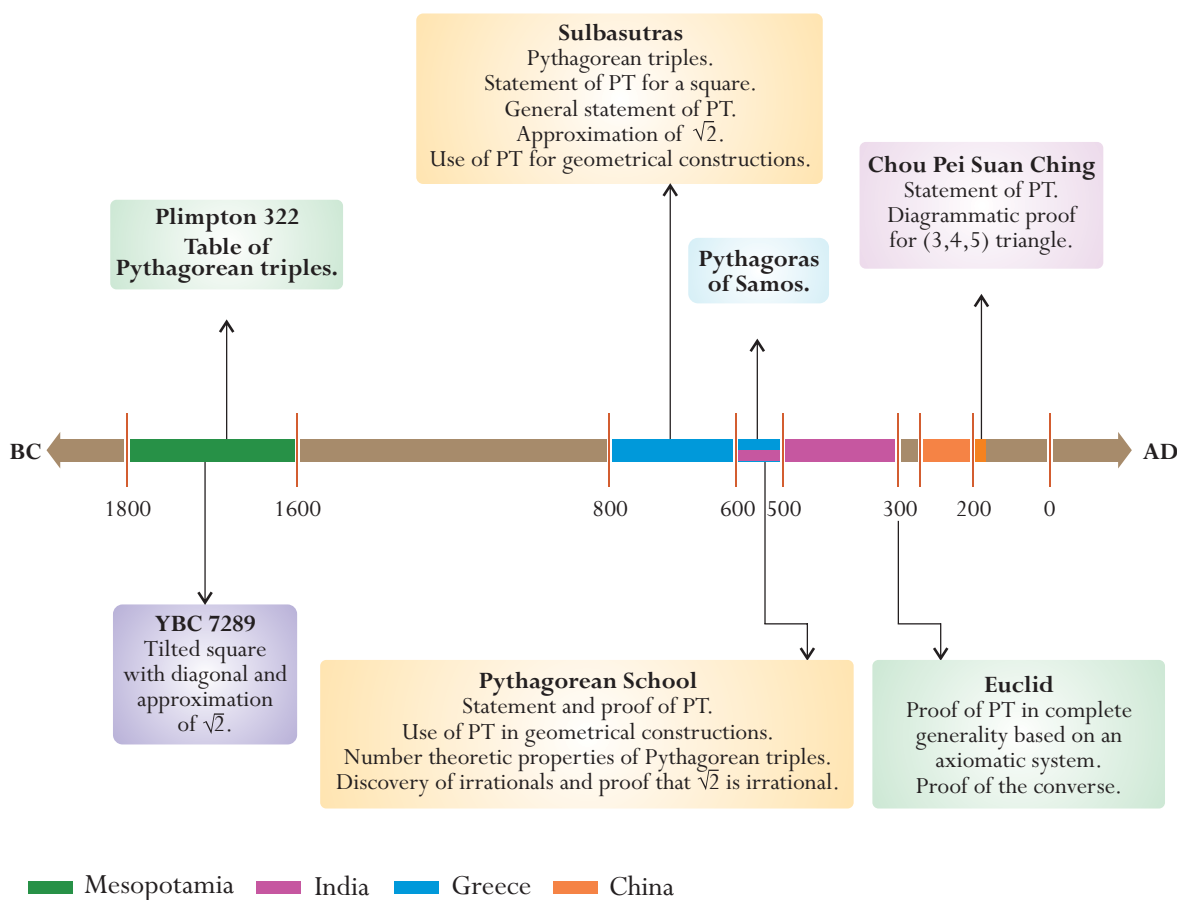 Sulbasutras
Pythagorean triples.
Statement of PT for a square.
General statement of PT.
Approximation of √2.
Use of PT for geometrical constructions.
Chou Pei Suan Ching
Statement of PT.
Diagrammatic proof
for (3,4,5) triangle.
Plimpton 322
Table of
Pythagorean triples.
Pythagoras
of Samos.
BC
AD
1800
1600
800
600
500
300
200
0
YBC 7289
Tilted square
with diagonal and
approximation
of √2.
Pythagorean School
Statement and proof of PT.
Use of PT in geometrical constructions.
Number theoretic properties of Pythagorean triples.
Discovery of irrationals and proof that √2 is irrational.
Euclid
Proof of PT in complete
generality based on an
axiomatic system.
Proof of the converse.
Mesopotamia
India
Greece
China